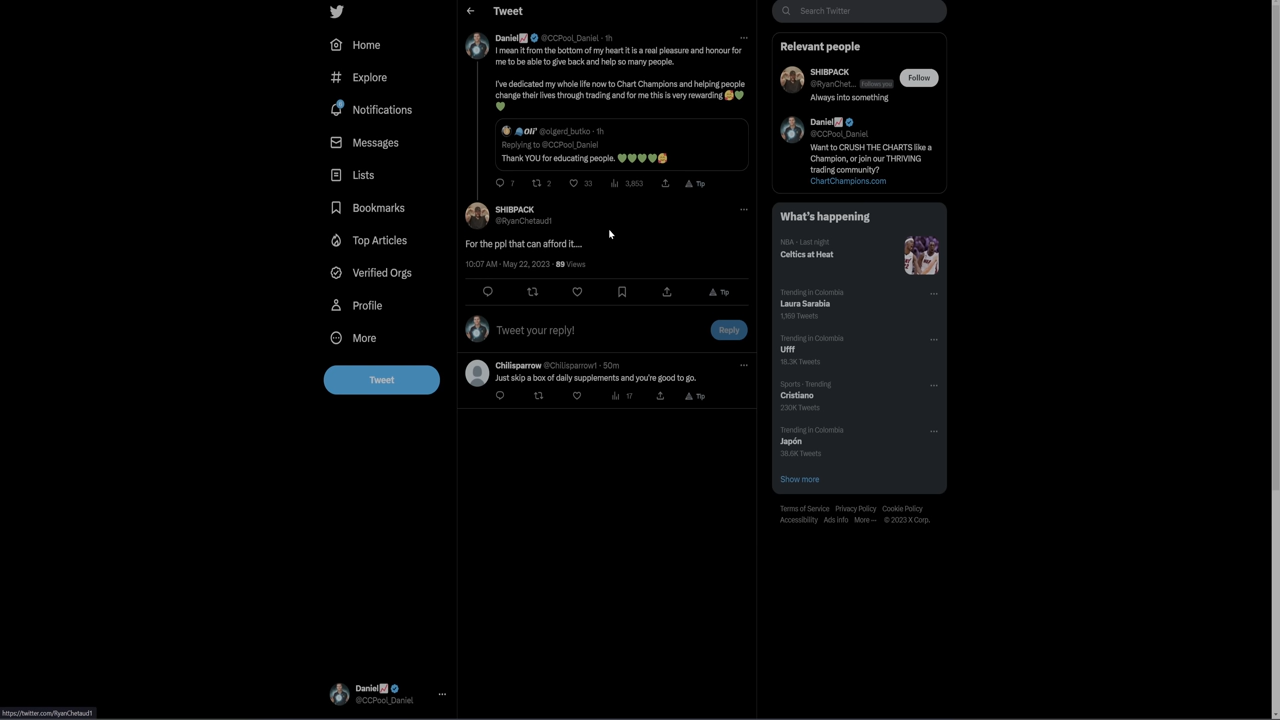 Home
Explore
Notifications
Messages
Lists
Bookmarks
Top Articles
Verified Orgs
Profile
More
Tweet
Daniel @CCPool_Daniel
Tweet
Daniel @CCPool_Daniel · 1h
I mean it from the bottom of my heart it is a real pleasure and honour for
me to be able to give back and help so many people.
I've dedicated my whole life now to Chart Champions and helping people
change their lives through trading and for me this is very rewarding 🥰💚
💚
Oli @olgerd_butko · 1h
Replying to @CCPool_Daniel
Thank YOU for educating people. 💚💚💚💚🥰
7 2 33 3,853 Tip
SHIBPACK
@RyanChetaud1
For the ppl that can afford it....
10:07 AM · May 22, 2023 · 89 Views
Tip
Tweet your reply!
Reply
Chilisparrow @Chilisparrow1 · 50m
Just skip a box of daily supplements and you're good to go.
17 Tip
Search Twitter
Relevant people
SHIBPACK
@RyanChet... Follows you
Follow
Always into something
Daniel
@CCPool_Daniel
Want to CRUSH THE CHARTS like a
Champion, or join our THRIVING
trading community?
ChartChampions.com
What's happening
NBA · Last night
Celtics at Heat
Trending in Colombia
Laura Sarabia
1,169 Tweets
Trending in Colombia
Ufff
18.3K Tweets
Sports · Trending
Cristiano
230K Tweets
Trending in Colombia
Japón
38.6K Tweets
Show more
Terms of Service Privacy Policy Cookie Policy
Accessibility Ads info More ··· © 2023 X Corp.
https://twitter.com/RyanChetaud1